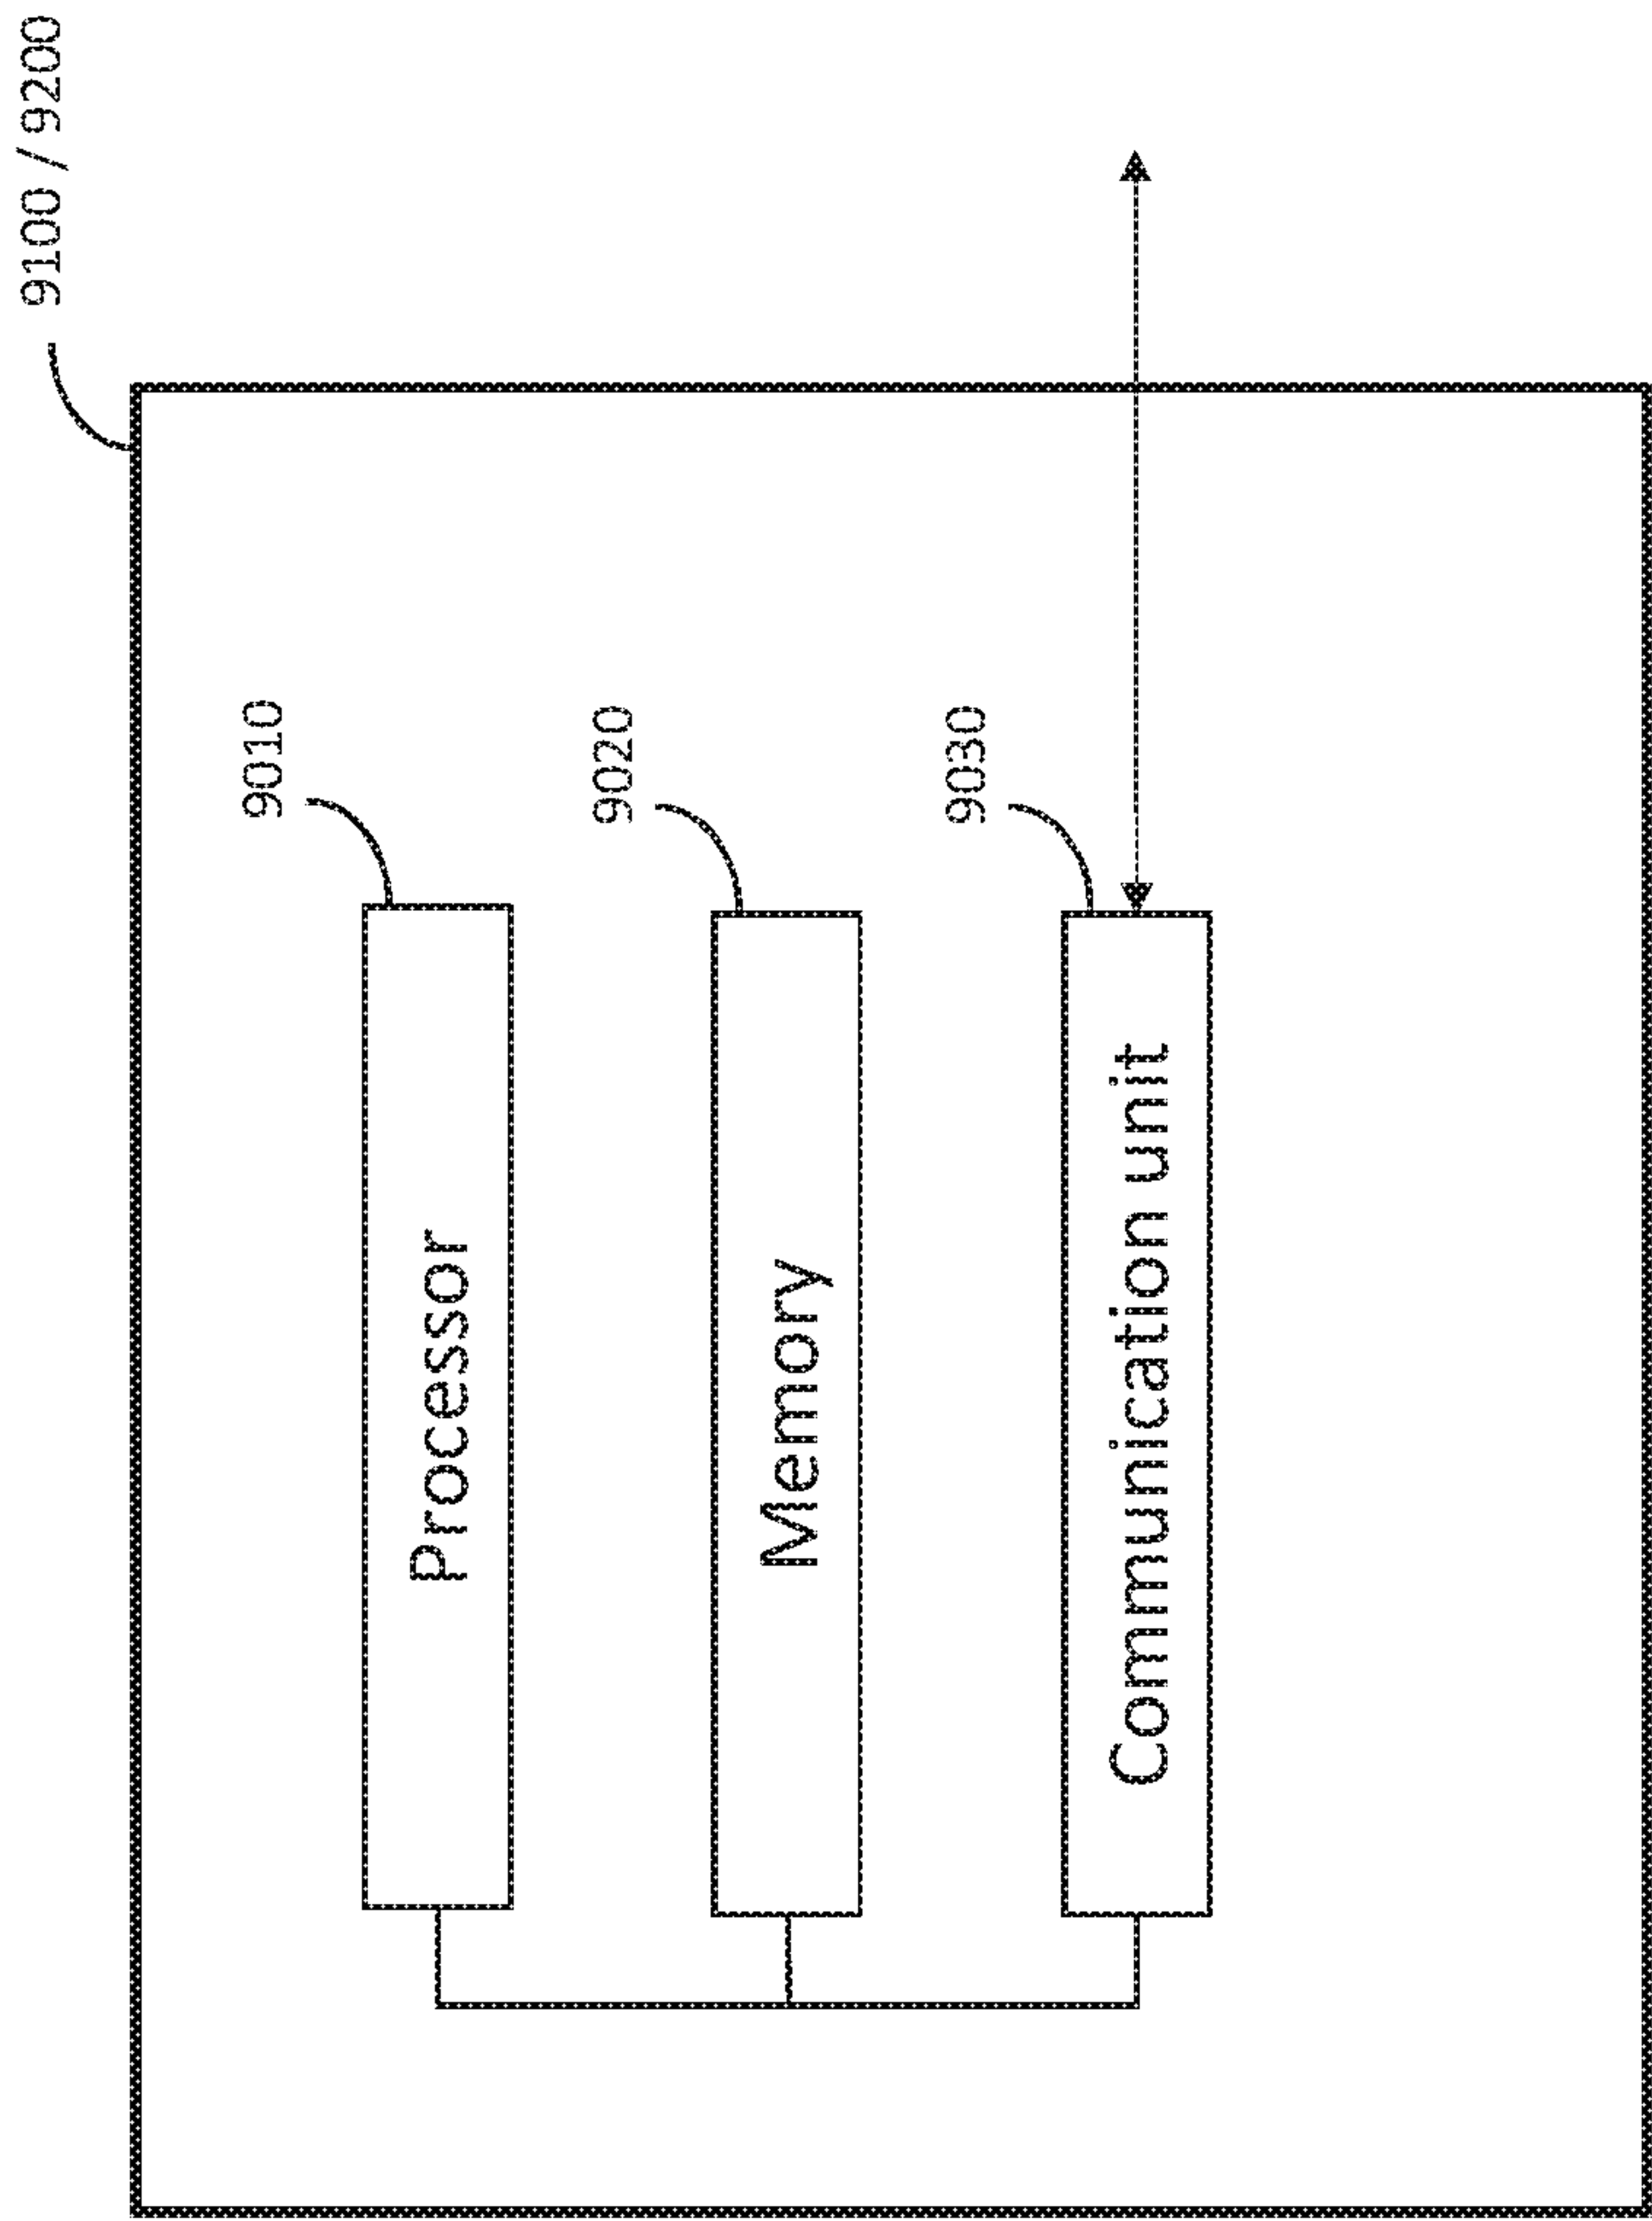 9100 / 9200
9010
Processor
9020
Memory
9030
Communication unit